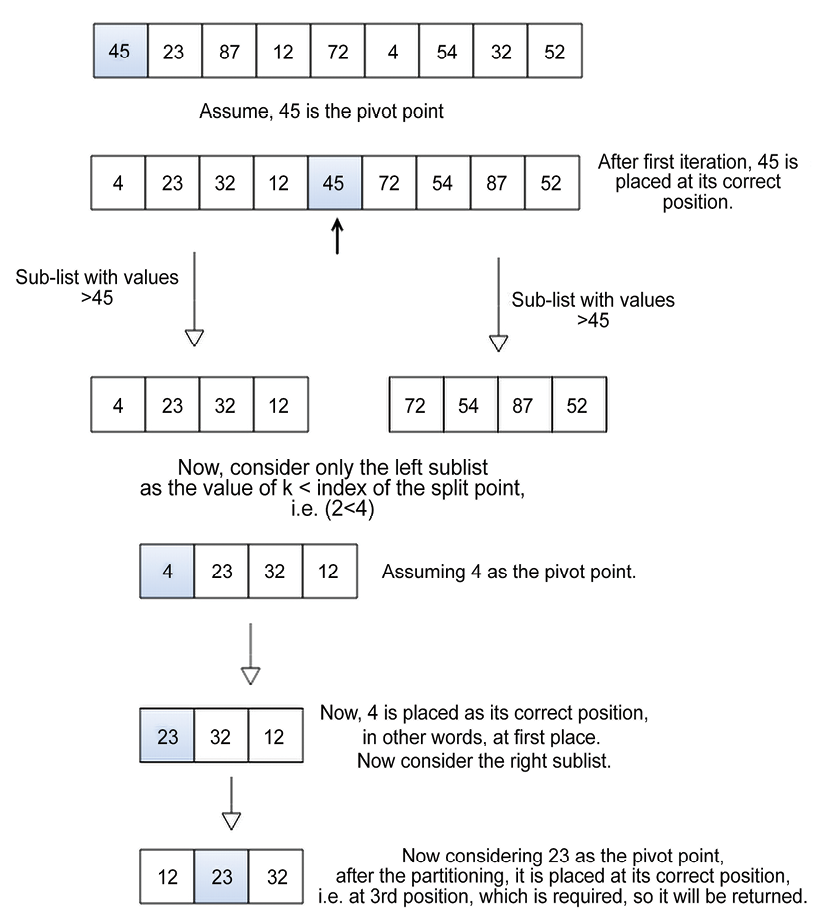 45 23 87 12 72 4 54 32 52
Assume, 45 is the pivot point
4 23 32 12 45 72 54 87 52
After first iteration, 45 is
placed at its correct
position.
Sub-list with values
>45
Sub-list with values
>45
4 23 32 12
72 54 87 52
Now, consider only the left sublist
as the value of k < index of the split point,
i.e. (2<4)
4 23 32 12
Assuming 4 as the pivot point.
23 32 12
Now, 4 is placed as its correct position,
in other words, at first place.
Now consider the right sublist.
12 23 32
Now considering 23 as the pivot point,
after the partitioning, it is placed at its correct position,
i.e. at 3rd position, which is required, so it will be returned.